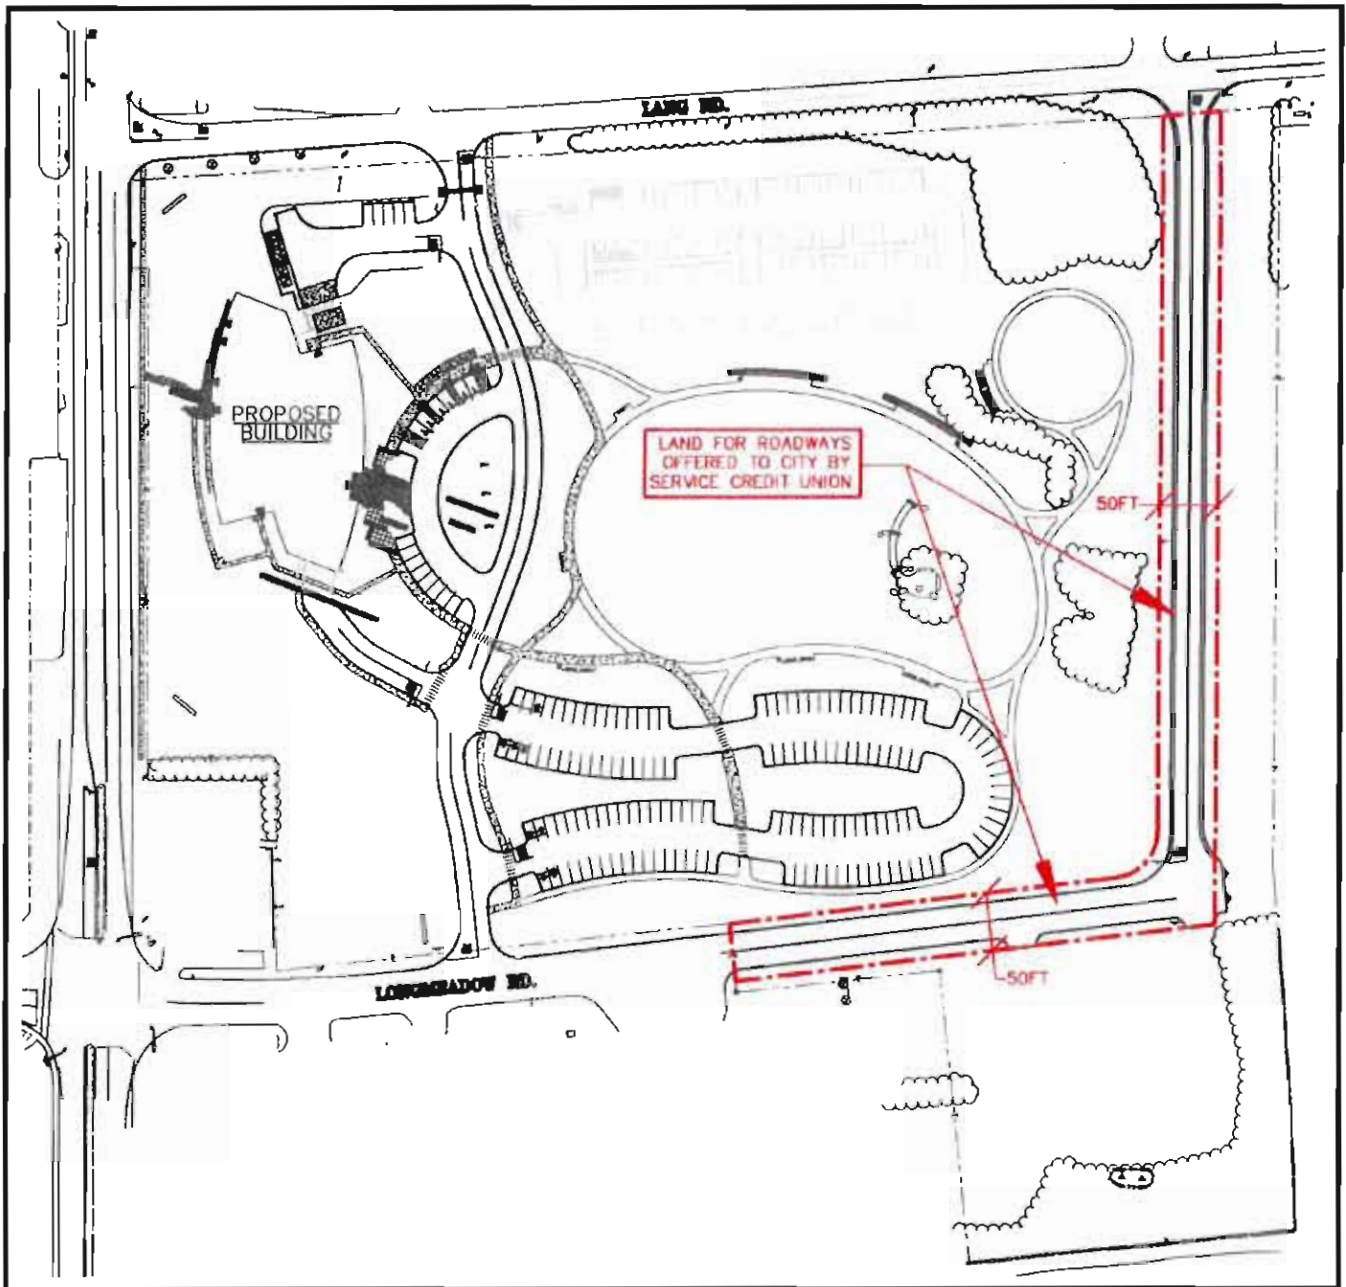 LANG RD.
PROPOSED
BUILDING
LAND FOR ROADWAYS
OFFERED TO CITY BY
SERVICE CREDIT UNION
50FT
50FT
LONGMEADOW RD.